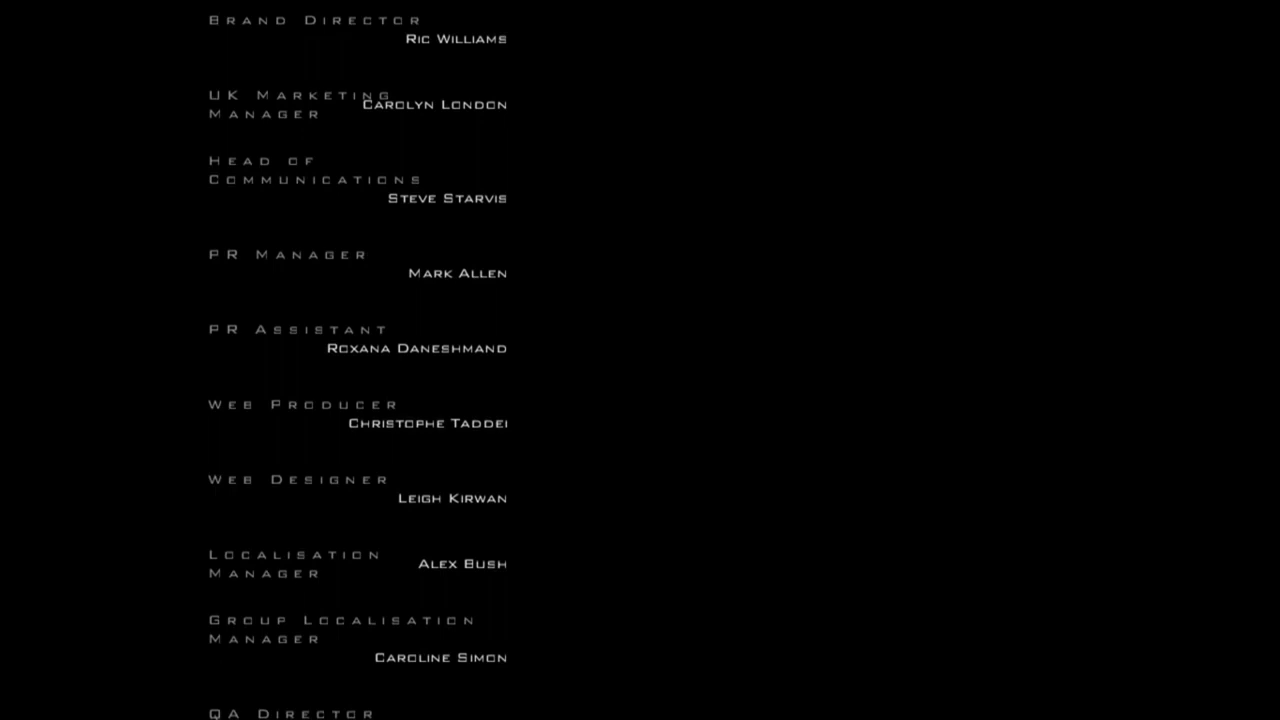 Brand Director
Ric Williams
UK Marketing
Manager
Carolyn London
Head of
Communications
Steve Starvis
PR Manager
Mark Allen
PR Assistant
Roxana Daneshmand
Web Producer
Christophe Taddei
Web Designer
Leigh Kirwan
Localisation
Manager
Alex Bush
Group Localisation
Manager
Caroline Simon
QA Director